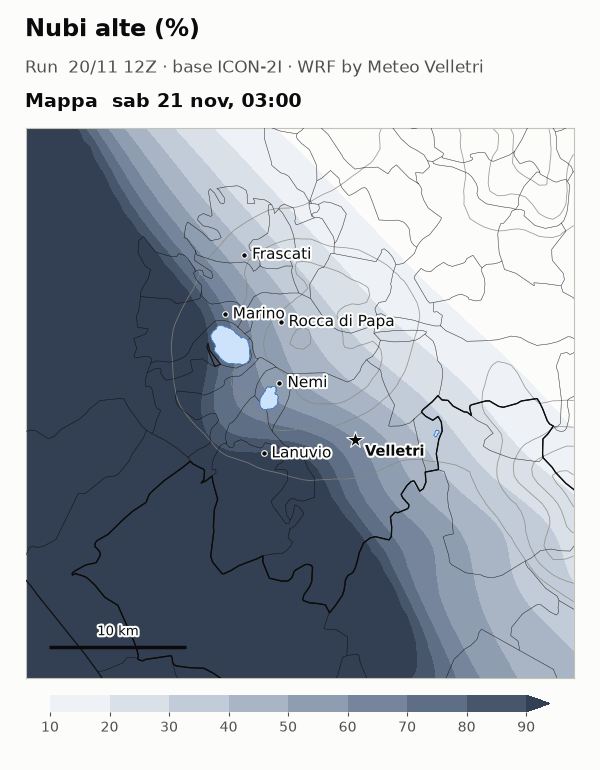 Nubi alte (%)
Run  20/11 12Z · base ICON-2I · WRF by Meteo Velletri
Mappa  sab 21 nov, 03:00
Frascati
Marino
Rocca di Papa
Nemi
Velletri
Lanuvio
10 km
10 20 30 40 50 60 70 80 90